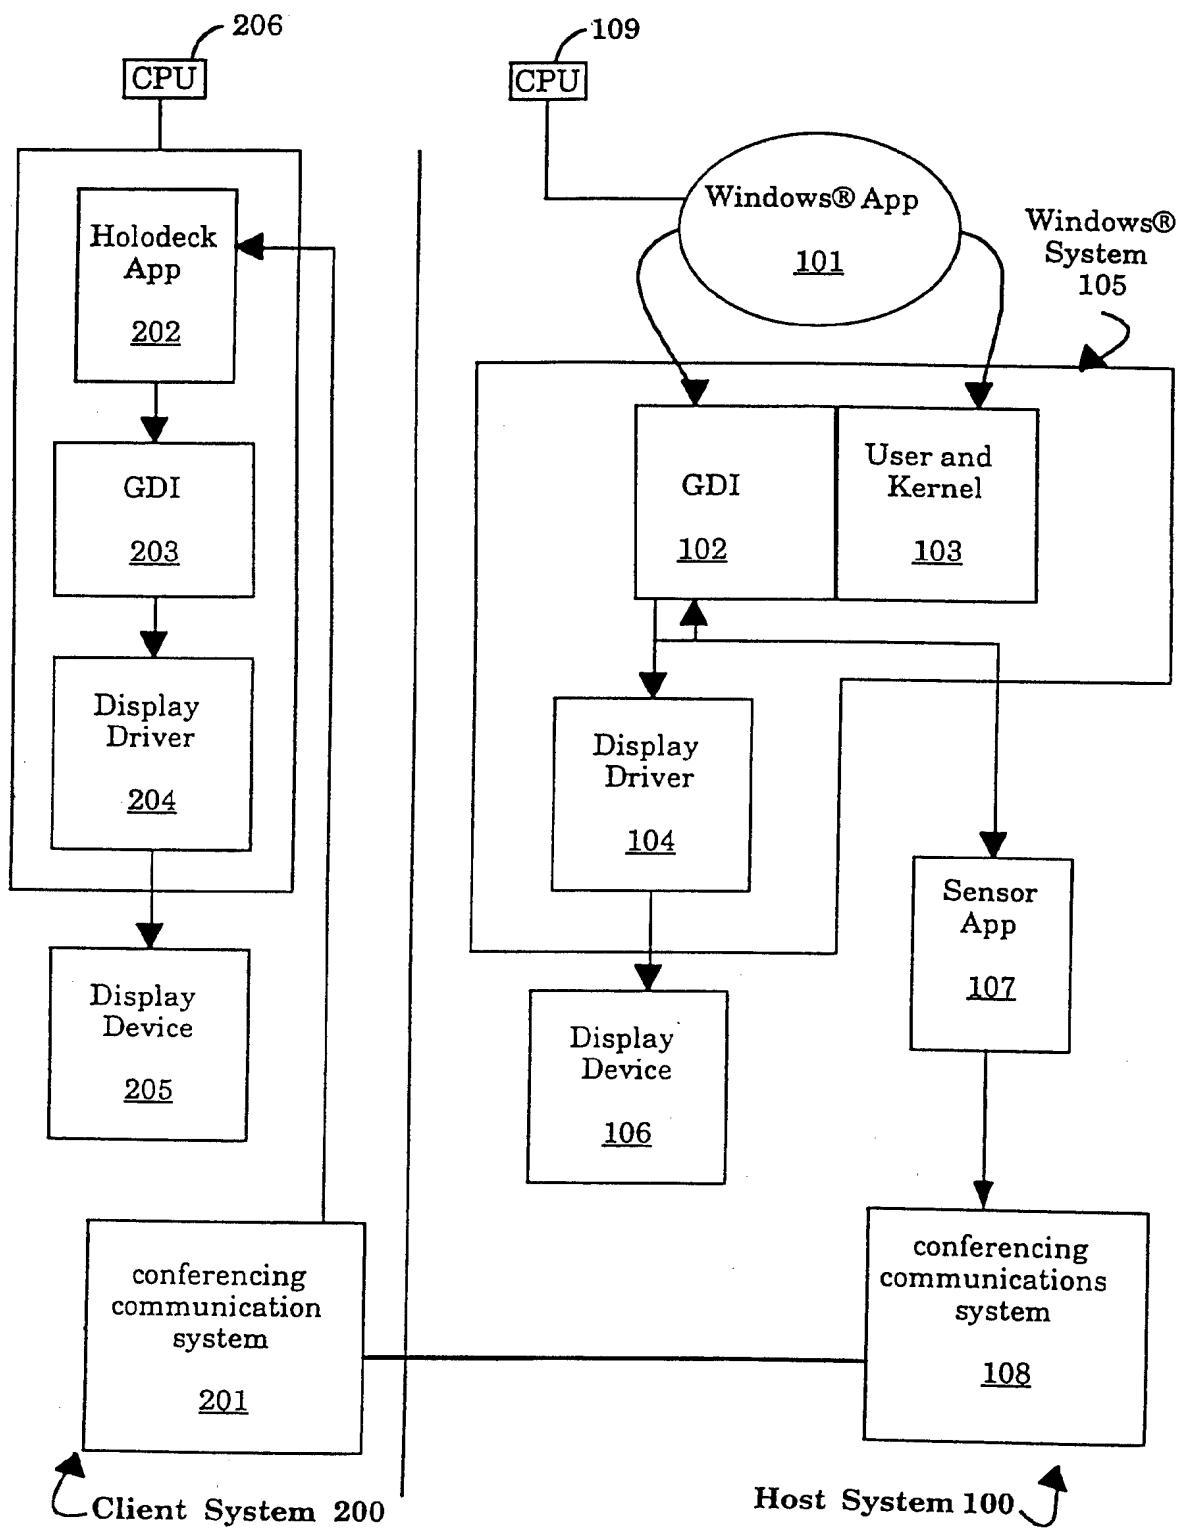 206
CPU
Holodeck
App
202
GDI
203
Display
Driver
204
Display
Device
205
conferencing
communication
system
201
Client System 200
109
CPU
Windows® App
101
Windows®
System
105
GDI
102
User and
Kernel
103
Display
Driver
104
Display
Device
106
Sensor
App
107
conferencing
communications
system
108
Host System 100